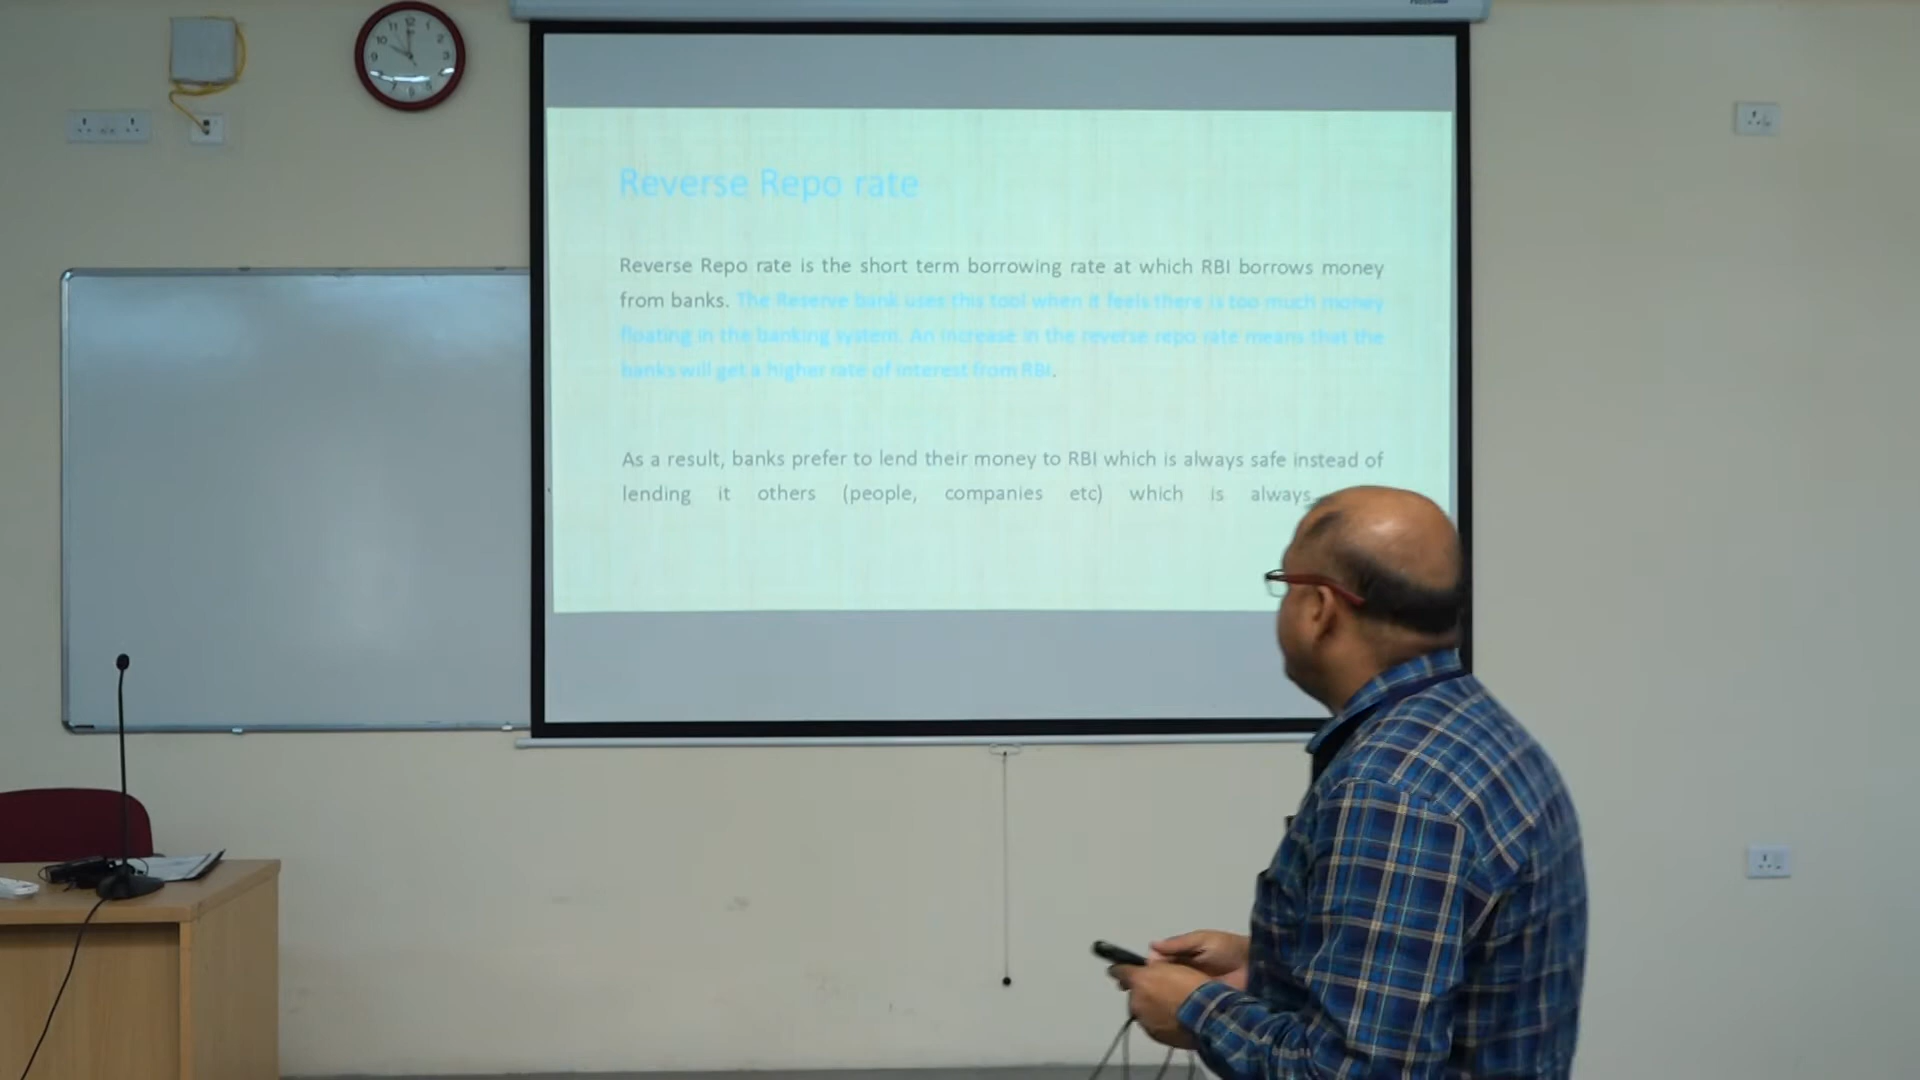 Reverse Repo rate
Reverse Repo rate is the short term borrowing rate at which RBI borrows money
from banks. The Reserve bank uses this tool when it feels there is too much money
floating in the banking system. An increase in the reverse repo rate means that the
banks will get a higher rate of interest from RBI.
As a result, banks prefer to lend their money to RBI which is always safe instead of
lending it others (people, companies etc) which is always